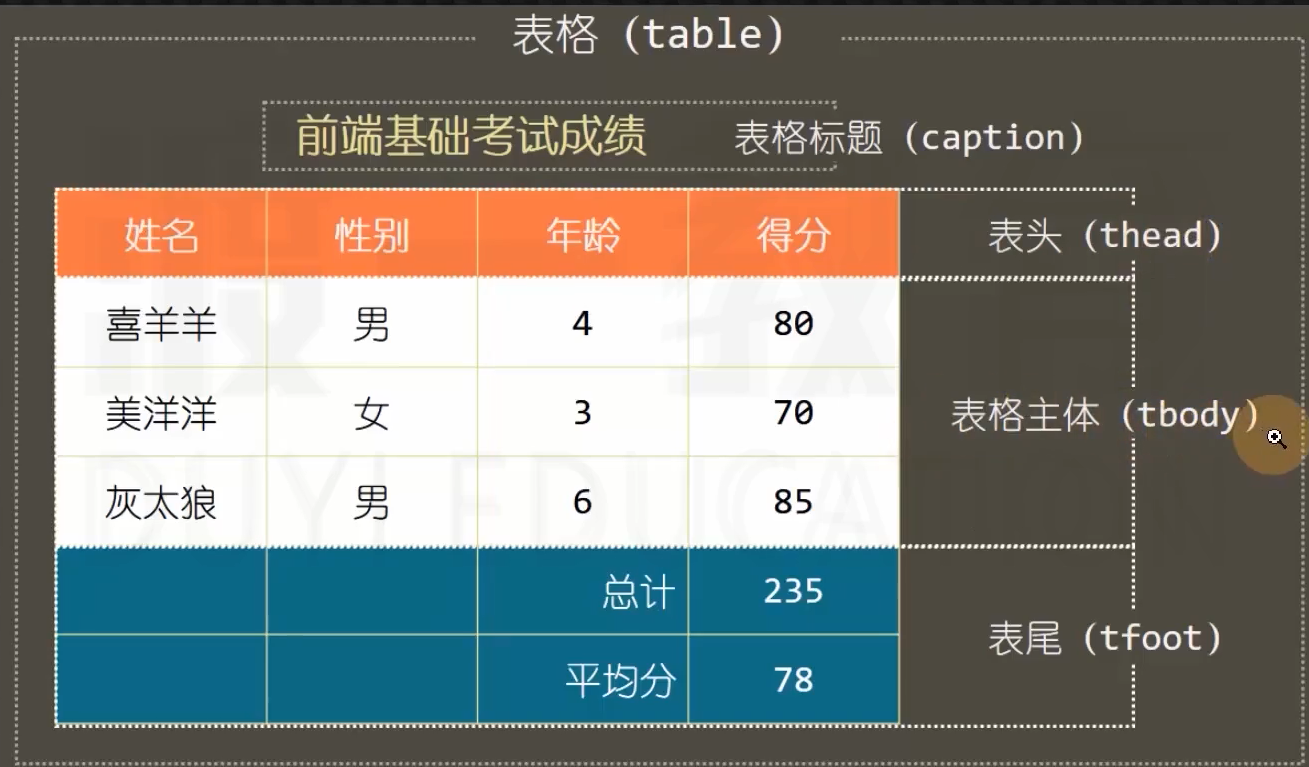 表格 (table)
前端基础考试成绩 表格标题 (caption)
姓名 性别 年龄 得分 表头 (thead)
喜羊羊 男 4 80
美洋洋 女 3 70 表格主体 (tbody)
灰太狼 男 6 85
总计 235
表尾 (tfoot)
平均分 78
DUYI EDUCATION